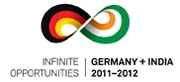 INFINITE OPPORTUNITIES
GERMANY + INDIA 2011–2012